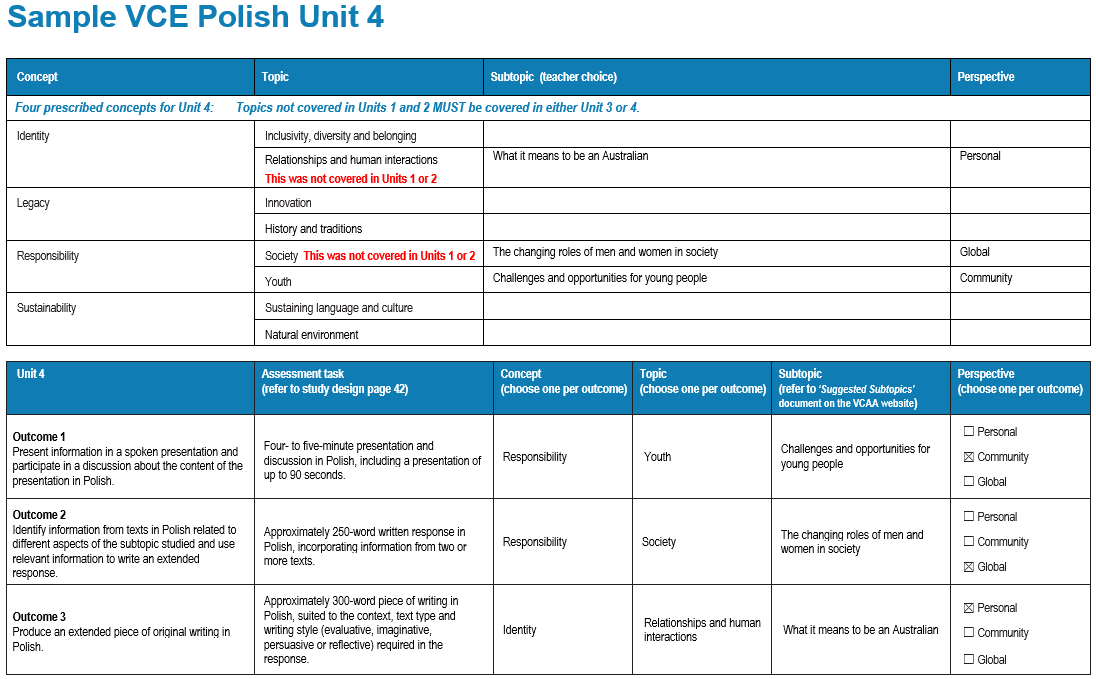 Sample VCE Polish Unit 4
Concept Topic Subtopic (teacher choice) Perspective
Four prescribed concepts for Unit 4: Topics not covered in Units 1 and 2 MUST be covered in either Unit 3 or 4.
Identity Inclusivity, diversity and belonging
Relationships and human interactions What it means to be an Australian Personal
This was not covered in Units 1 or 2
Legacy Innovation
History and traditions
Responsibility Society This was not covered in Units 1 or 2 The changing roles of men and women in society Global
Youth Challenges and opportunities for young people Community
Sustainability Sustaining language and culture
Natural environment
Unit 4
Assessment task
(refer to study design page 42)
Concept
(choose one per outcome)
Topic
(choose one per outcome)
Subtopic
(refer to ‘Suggested Subtopics’
document on the VCAA website)
Perspective
(choose one per outcome)
Outcome 1
Present information in a spoken presentation and
participate in a discussion about the content of the
presentation in Polish.
Four- to five-minute presentation and
discussion in Polish, including a presentation of
up to 90 seconds.
Responsibility
Youth
Challenges and opportunities for
young people
☐ Personal
☒ Community
☐ Global
Outcome 2
Identify information from texts in Polish related to
different aspects of the subtopic studied and use
relevant information to write an extended
response.
Approximately 250-word written response in
Polish, incorporating information from two or
more texts.
Responsibility
Society
The changing roles of men and
women in society
☐ Personal
☐ Community
☒ Global
Outcome 3
Produce an extended piece of original writing in
Polish.
Approximately 300-word piece of writing in
Polish, suited to the context, text type and
writing style (evaluative, imaginative,
persuasive or reflective) required in the
response.
Identity
Relationships and human
interactions
What it means to be an Australian
☒ Personal
☐ Community
☐ Global